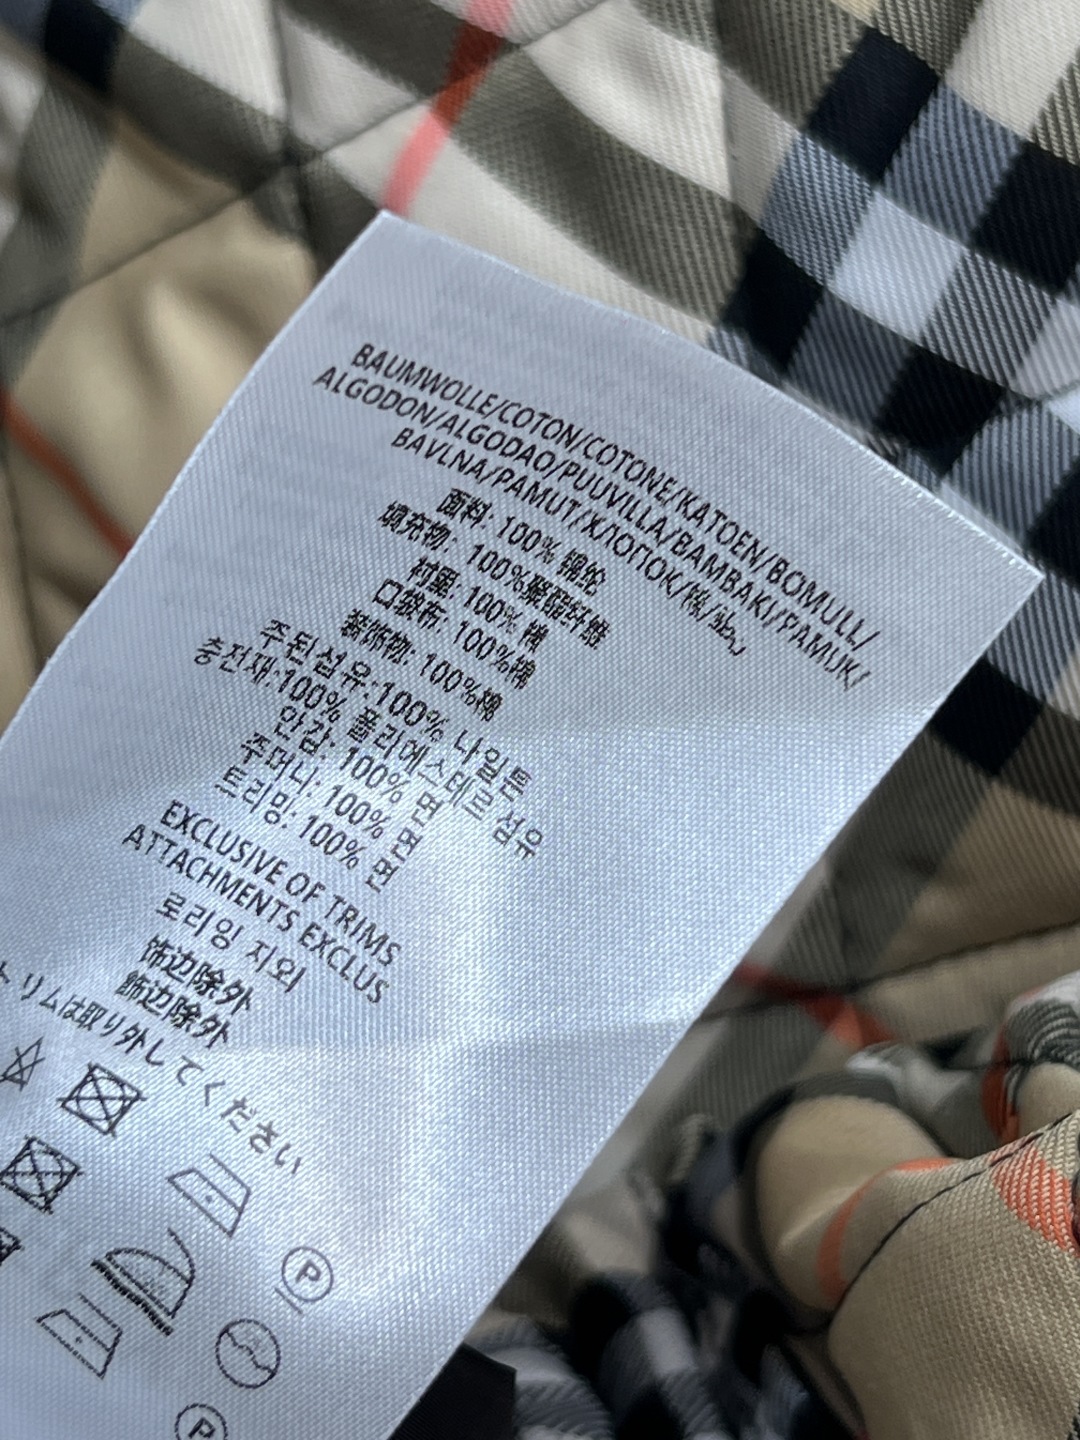 BAUMWOLLE/COTON/COTONE/KATOEN/BOMULL/
ALGODON/ALGODAO/PUUVILLA/BAMBAKI/PAMUK/
BAVLNA/PAMUT/ХЛОПОК/棉/
面料: 100% 锦纶
填充物: 100%聚酯纤维
衬里: 100% 棉
口袋布: 100%棉
装饰物: 100%棉
주된섬유:100% 나일론
충전재:100% 폴리에스테르 섬유
안감: 100% 면
주머니: 100% 면
트리밍: 100% 면
EXCLUSIVE OF TRIMS
ATTACHMENTS EXCLUS
지외
饰边除外
飾边除外
トリムは取り外してください
P
P